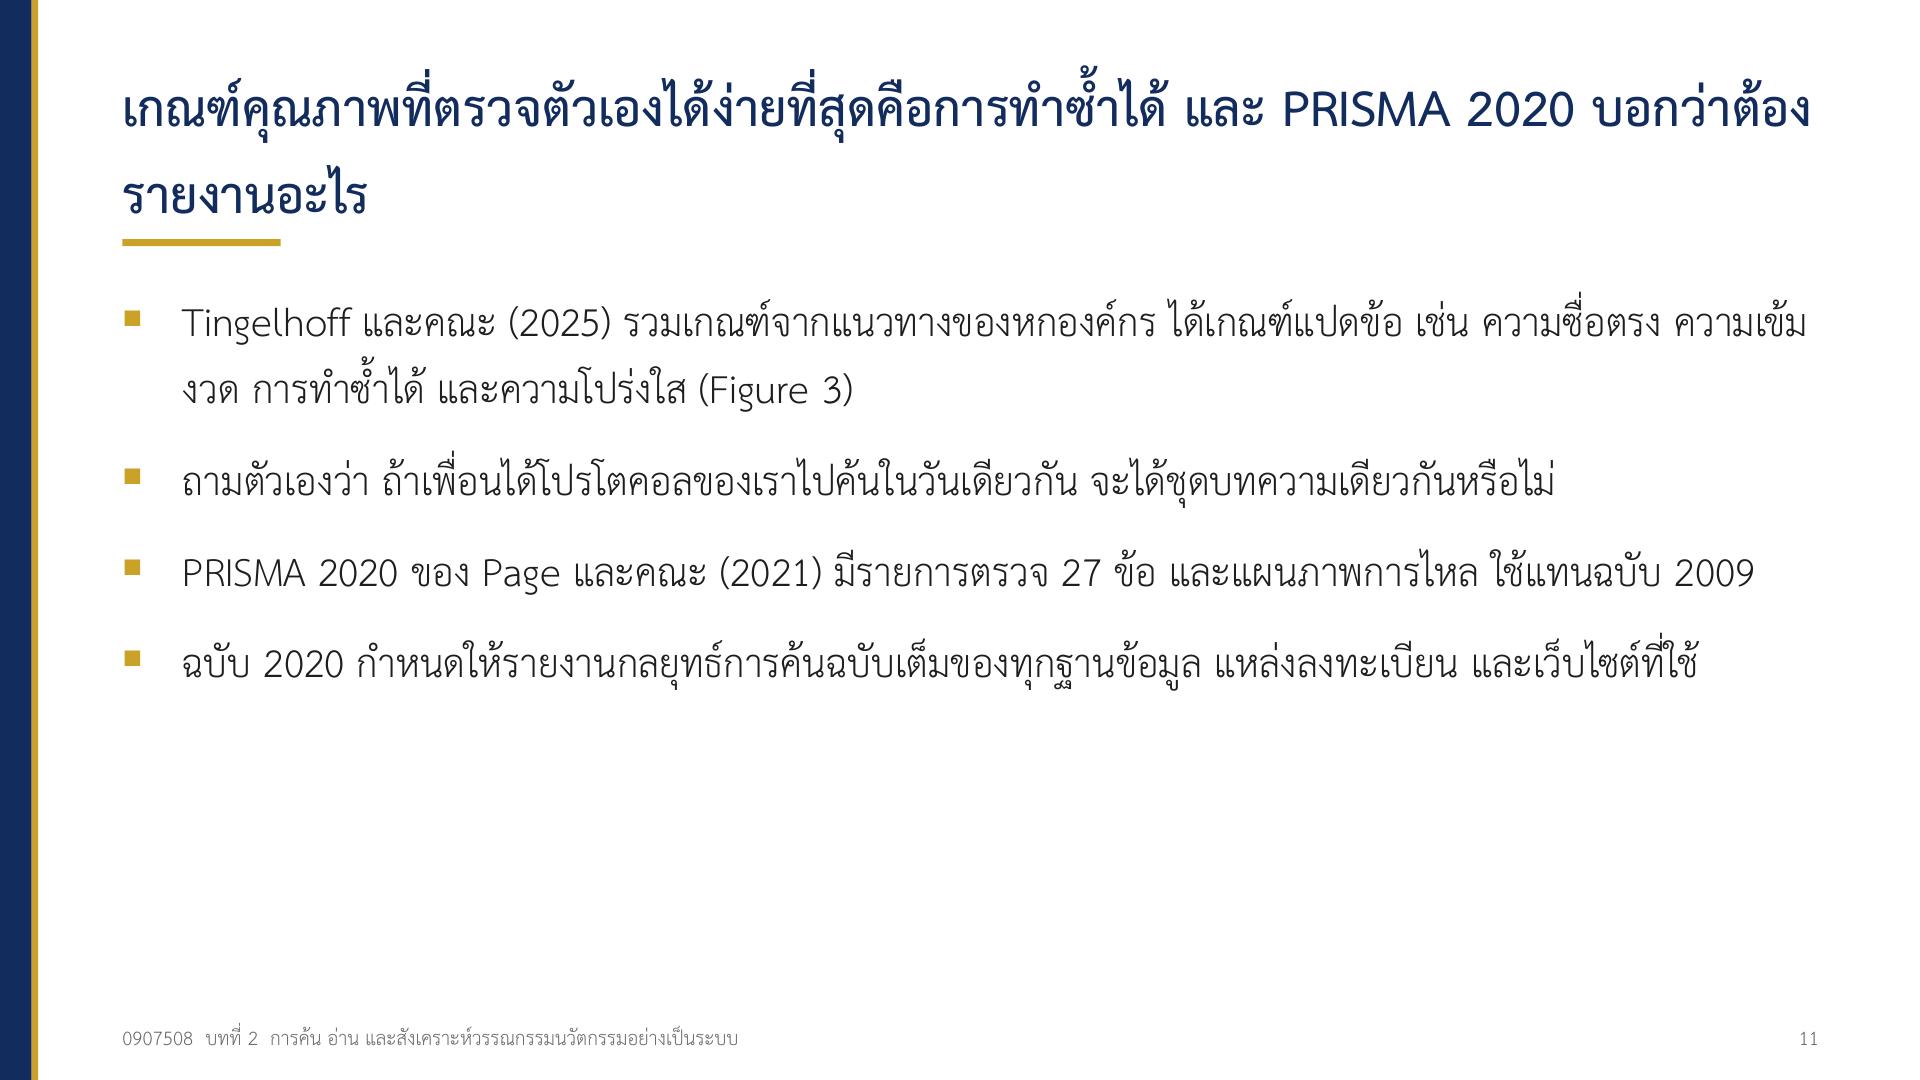 เกณฑ์คุณภาพที่ตรวจตัวเองได้ง่ายที่สุดคือการทำซ้ำได้ และ PRISMA 2020 บอกว่าต้อง
รายงานอะไร
Tingelhoff และคณะ (2025) รวมเกณฑ์จากแนวทางของหกองค์กร ได้เกณฑ์แปดข้อ เช่น ความซื่อตรง ความเข้ม
งวด การทำซ้ำได้ และความโปร่งใส (Figure 3)
ถามตัวเองว่า ถ้าเพื่อนได้โปรโตคอลของเราไปค้นในวันเดียวกัน จะได้ชุดบทความเดียวกันหรือไม่
PRISMA 2020 ของ Page และคณะ (2021) มีรายการตรวจ 27 ข้อ และแผนภาพการไหล ใช้แทนฉบับ 2009
ฉบับ 2020 กำหนดให้รายงานกลยุทธ์การค้นฉบับเต็มของทุกฐานข้อมูล แหล่งลงทะเบียน และเว็บไซต์ที่ใช้
0907508 บทที่ 2 การค้น อ่าน และสังเคราะห์วรรณกรรมนวัตกรรมอย่างเป็นระบบ
11